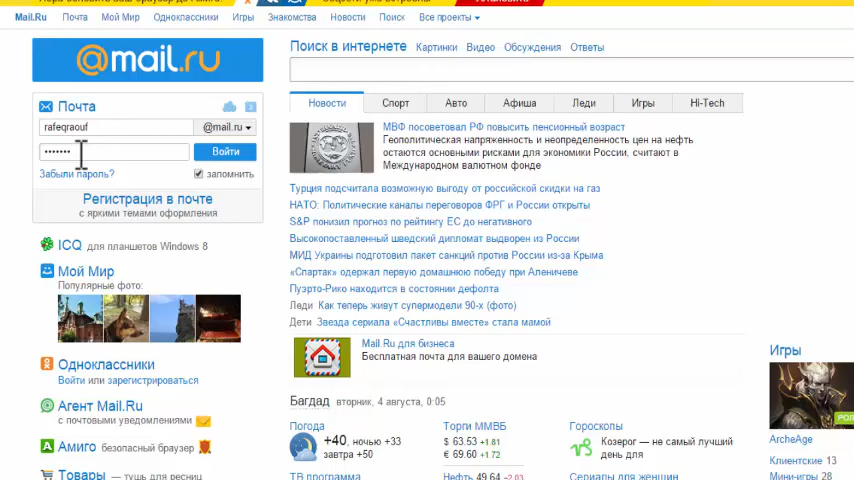 Mail.Ru Почта Мой Мир Одноклассники Игры Знакомства Новости Поиск Все проекты
@mail.ru
Поиск в интернете Картинки Видео Обсуждения Ответы
Почта 3
rafeqraouf @mail.ru
Войти
Забыли пароль? запомнить
Регистрация в почте
с яркими темами оформления
ICQ для планшетов Windows 8
Мой Мир
Популярные фото:
Одноклассники
Войти или зарегистрироваться
Агент Mail.Ru
с почтовыми уведомлениями
Амиго безопасный браузер
Товары — тушь для ресниц
Новости Спорт Авто Афиша Леди Игры Hi-Tech
МВФ посоветовал РФ повысить пенсионный возраст
Геополитическая напряженность и неопределенность цен на нефть
остаются основными рисками для экономики России, считают в
Международном валютном фонде
Турция подсчитала возможную выгоду от российской скидки на газ
НАТО: Политические каналы переговоров ФРГ и России открыты
S&P понизил прогноз по рейтингу ЕС до негативного
Высокопоставленный шведский дипломат выдворен из России
МИД Украины подготовил пакет санкций против России из-за Крыма
«Спартак» одержал первую домашнюю победу при Аленичеве
Пуэрто-Рико находится в состоянии дефолта
Леди Как теперь живут супермодели 90-х (фото)
Дети Звезда сериала «Счастливы вместе» стала мамой
Mail.Ru для бизнеса
Бесплатная почта для вашего домена
Багдад вторник, 4 августа, 0:05
Погода
+40, ночью +33
завтра +50
ТВ программа
Торги ММВБ
$ 63.53 +1.81
€ 69.60 +1.72
Нефть 49.64 -2.03
Гороскопы
Козерог — не самый лучший
день для
Сериалы для женщин
Игры
ArcheAge
Клиентские 13
Мини-игры